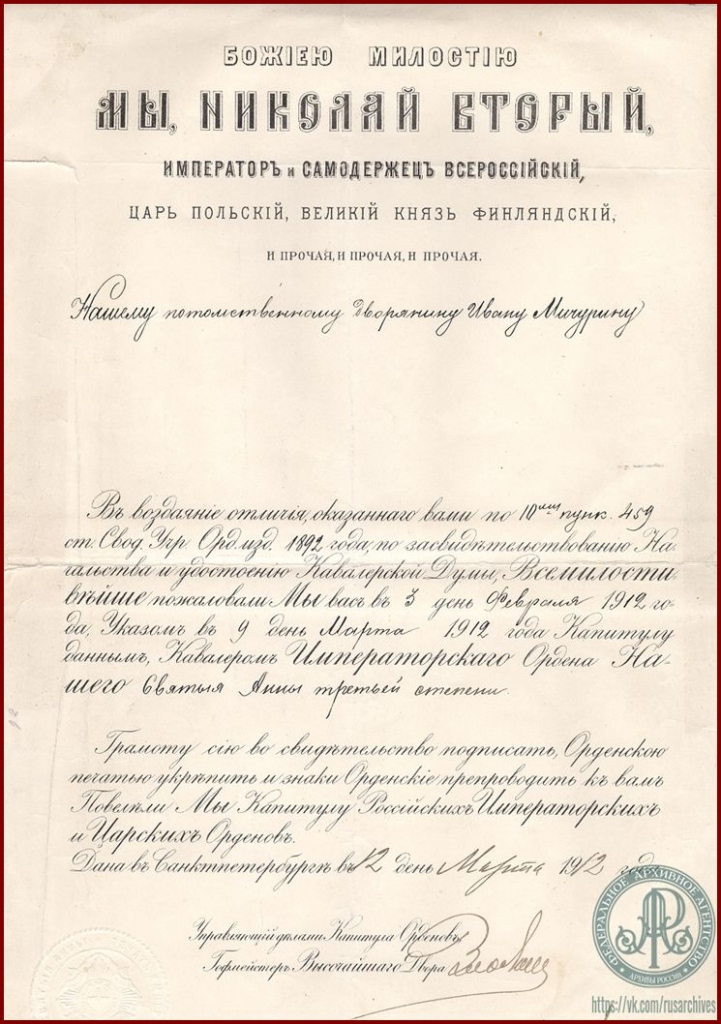 БОЖІЕЮ МИЛОСТІЮ
МЫ, НИКОЛАЙ ВТОРЫЙ,
ИМПЕРАТОРЪ и САМОДЕРЖЕЦЪ ВСЕРОССІЙСКІЙ,
ЦАРЬ ПОЛЬСКІЙ, ВЕЛИКІЙ КНЯЗЬ ФИНЛЯНДСКІЙ,
И ПРОЧАЯ, И ПРОЧАЯ, И ПРОЧАЯ.
Нашему потомственному дворянину Ивану Мичурину
Въ воздаяніе отличія, оказаннаго вами по 10 пунк. 459
ст. Свод. Учр. Орд. изд. 1892 года, по засвидѣтельствованію На-
чальства и удостоенію Кавалерской Думы, Всемилости-
вѣйше пожаловали Мы васъ въ 3 день Февраля 1912 го-
да, Указомъ въ 9 день Марта 1912 года Капитулу
даннымъ, Кавалеромъ Императорскаго Ордена На-
шего Святыя Анны третьей степени.
Грамоту сію во свидѣтельство подписать, Орденскою
печатью укрѣпить и знаки Орденскіе препроводить къ вамъ
Повелѣли Мы Капитулу Россійскихъ Императорскихъ
и Царскихъ Орденовъ.
Дана въ Санктпетербургѣ въ 12 день Марта 1912 года
Управляющій дѣлами Капитула Орденовъ,
Гофмейстеръ Высочайшаго Двора
ФЕДЕРАЛЬНОЕ АРХИВНОЕ АГЕНТСТВО
АРХИВЫ РОССИИ
https://vk.com/rusarchives